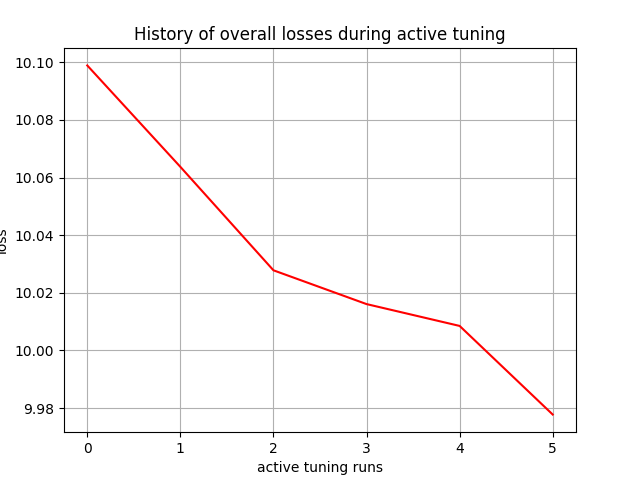 History of overall losses during active tuning
10.10
10.08
10.06
10.04
10.02
10.00
9.98
loss
0 1 2 3 4 5
active tuning runs